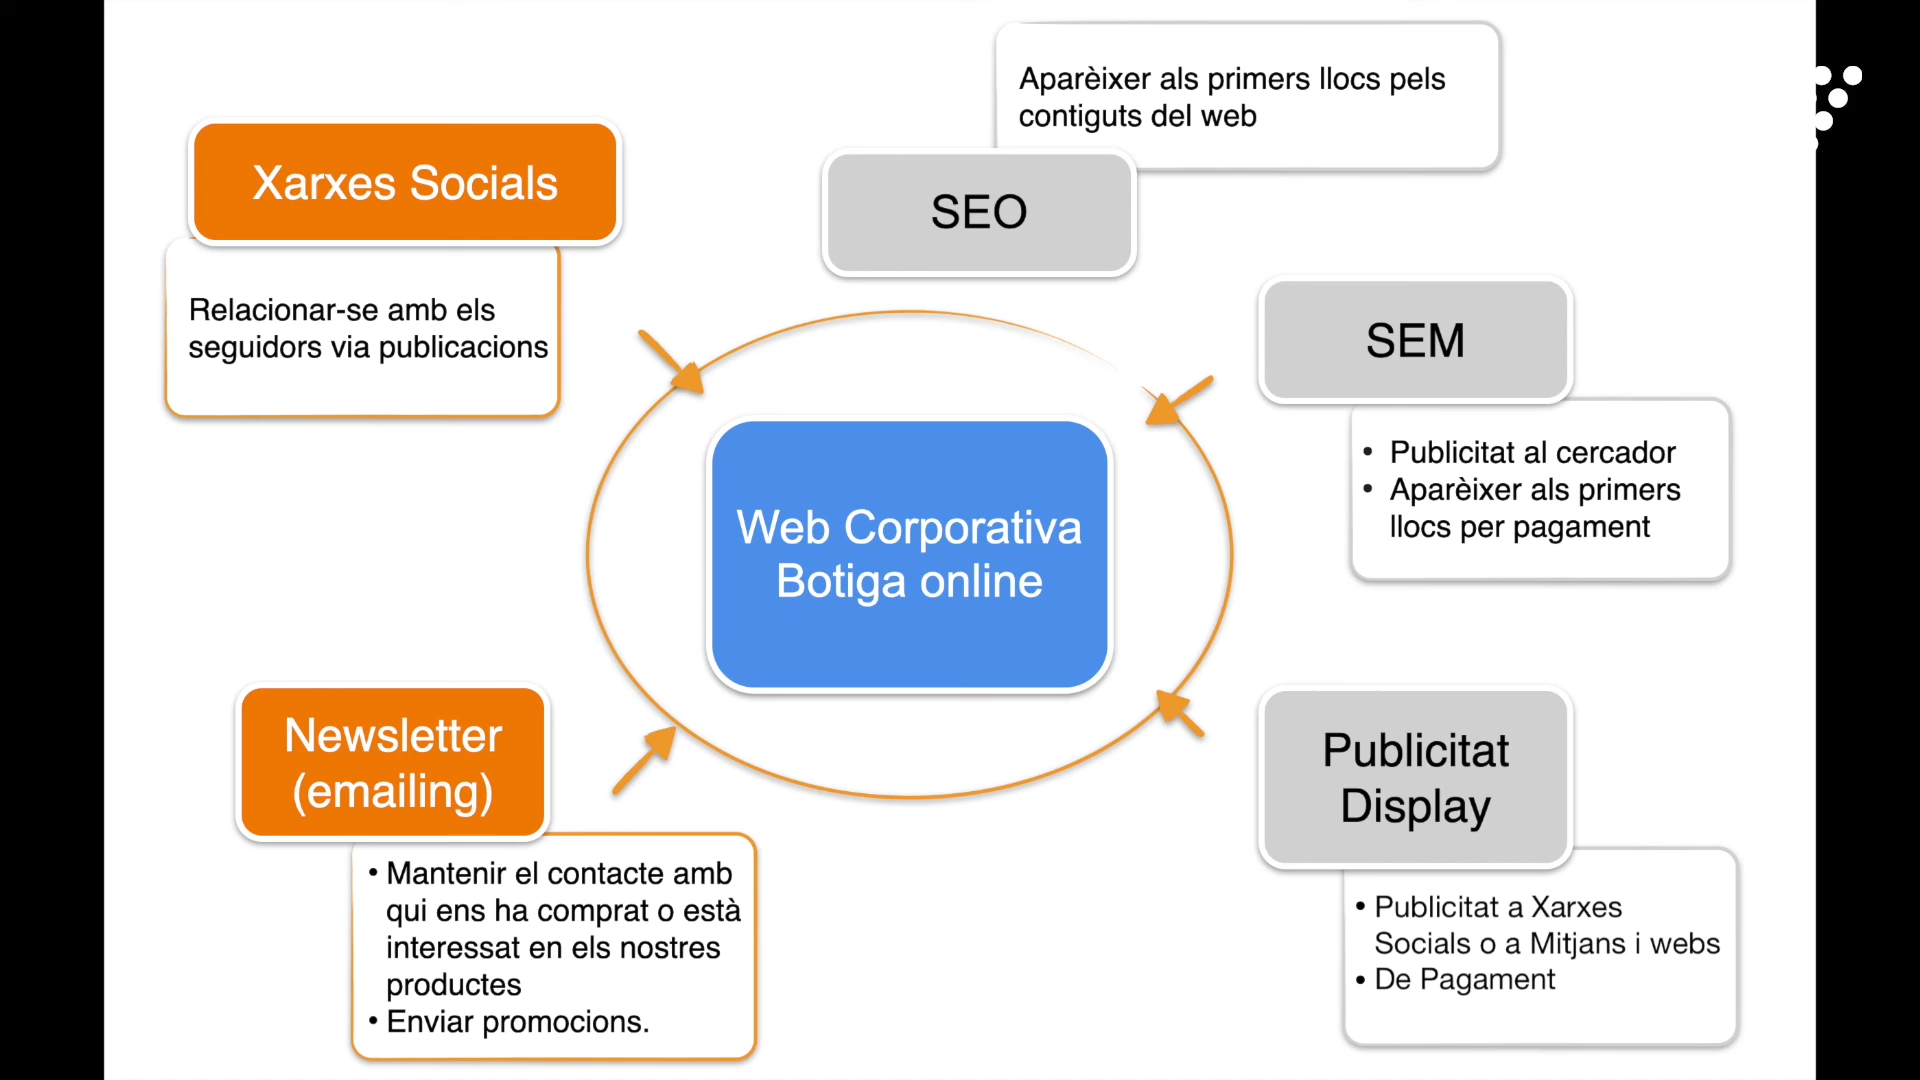 Xarxes Socials
Relacionar-se amb els
seguidors via publicacions
Aparèixer als primers llocs pels
contiguts del web
SEO
SEM
• Publicitat al cercador
• Aparèixer als primers
llocs per pagament
Web Corporativa
Botiga online
Newsletter
(emailing)
• Mantenir el contacte amb
qui ens ha comprat o està
interessat en els nostres
productes
• Enviar promocions.
Publicitat
Display
• Publicitat a Xarxes
Socials o a Mitjans i webs
• De Pagament